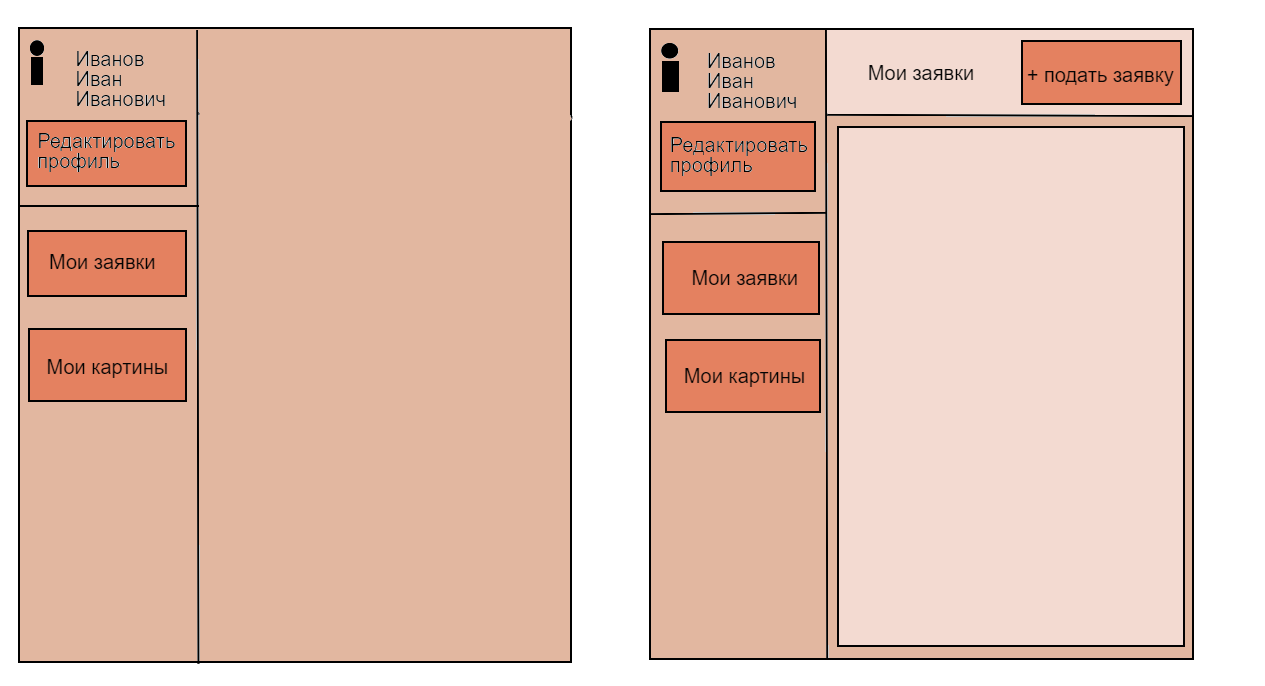 Иванов
Иван
Иванович
Редактировать
профиль
Мои заявки
Мои картины
Иванов
Иван
Иванович
Редактировать
профиль
Мои заявки
Мои картины
Мои заявки
+ подать заявку